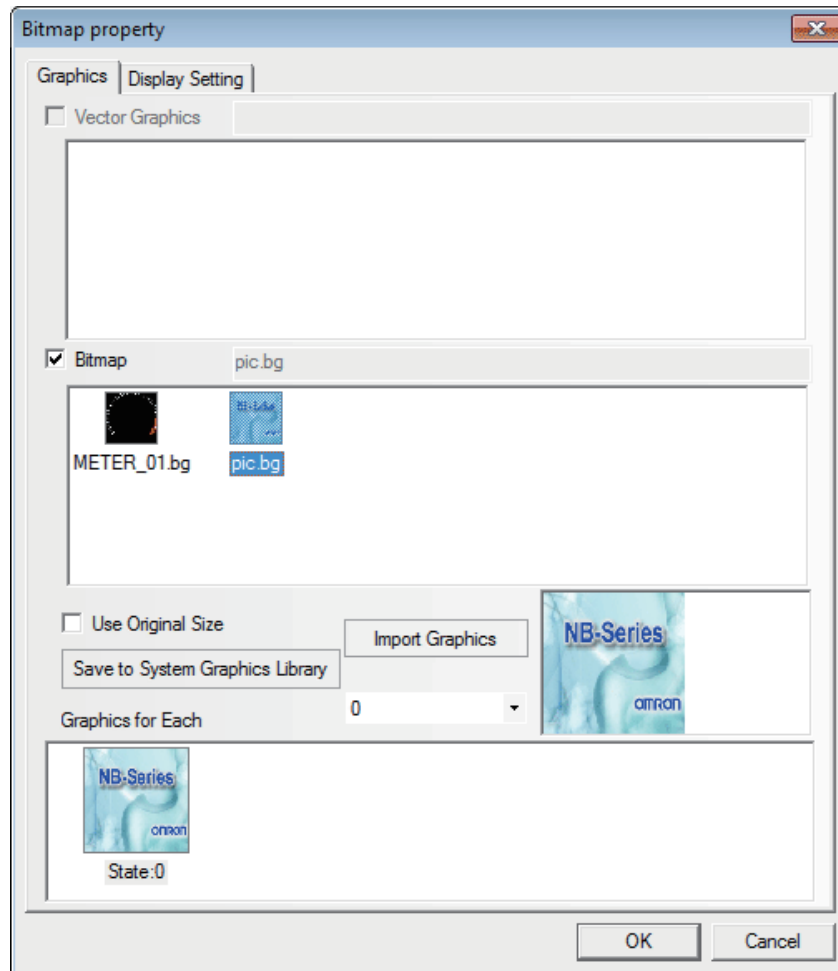 Bitmap property
Graphics
Display Setting
Vector Graphics
Bitmap
pic.bg
METER_01.bg
pic.bg
Use Original Size
Import Graphics
Save to System Graphics Library
0
Graphics for Each
NB-Series
OMRON
NB-Series
OMRON
State:0
OK
Cancel